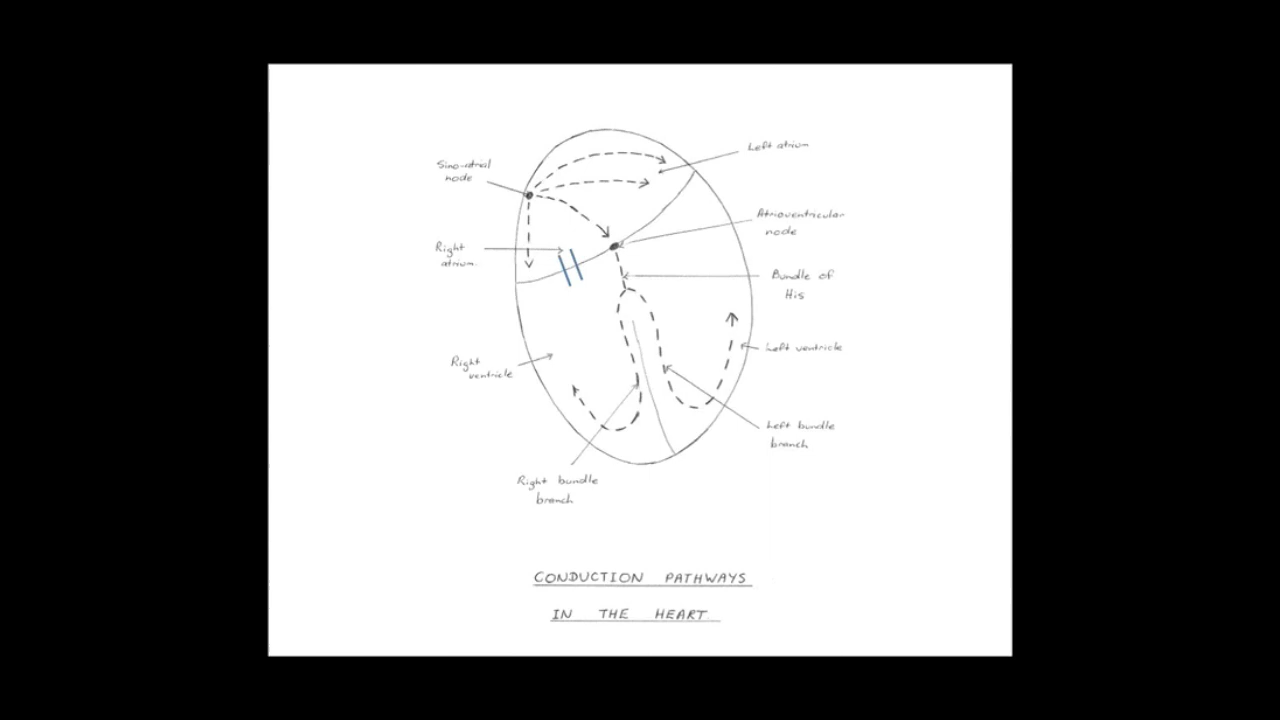 Sino-atrial
node
Left atrium
Atrioventricular
node
Right
atrium.
Bundle of
His
Left ventricle
Right
ventricle
Left bundle
branch
Right bundle
branch
CONDUCTION PATHWAYS
IN THE HEART